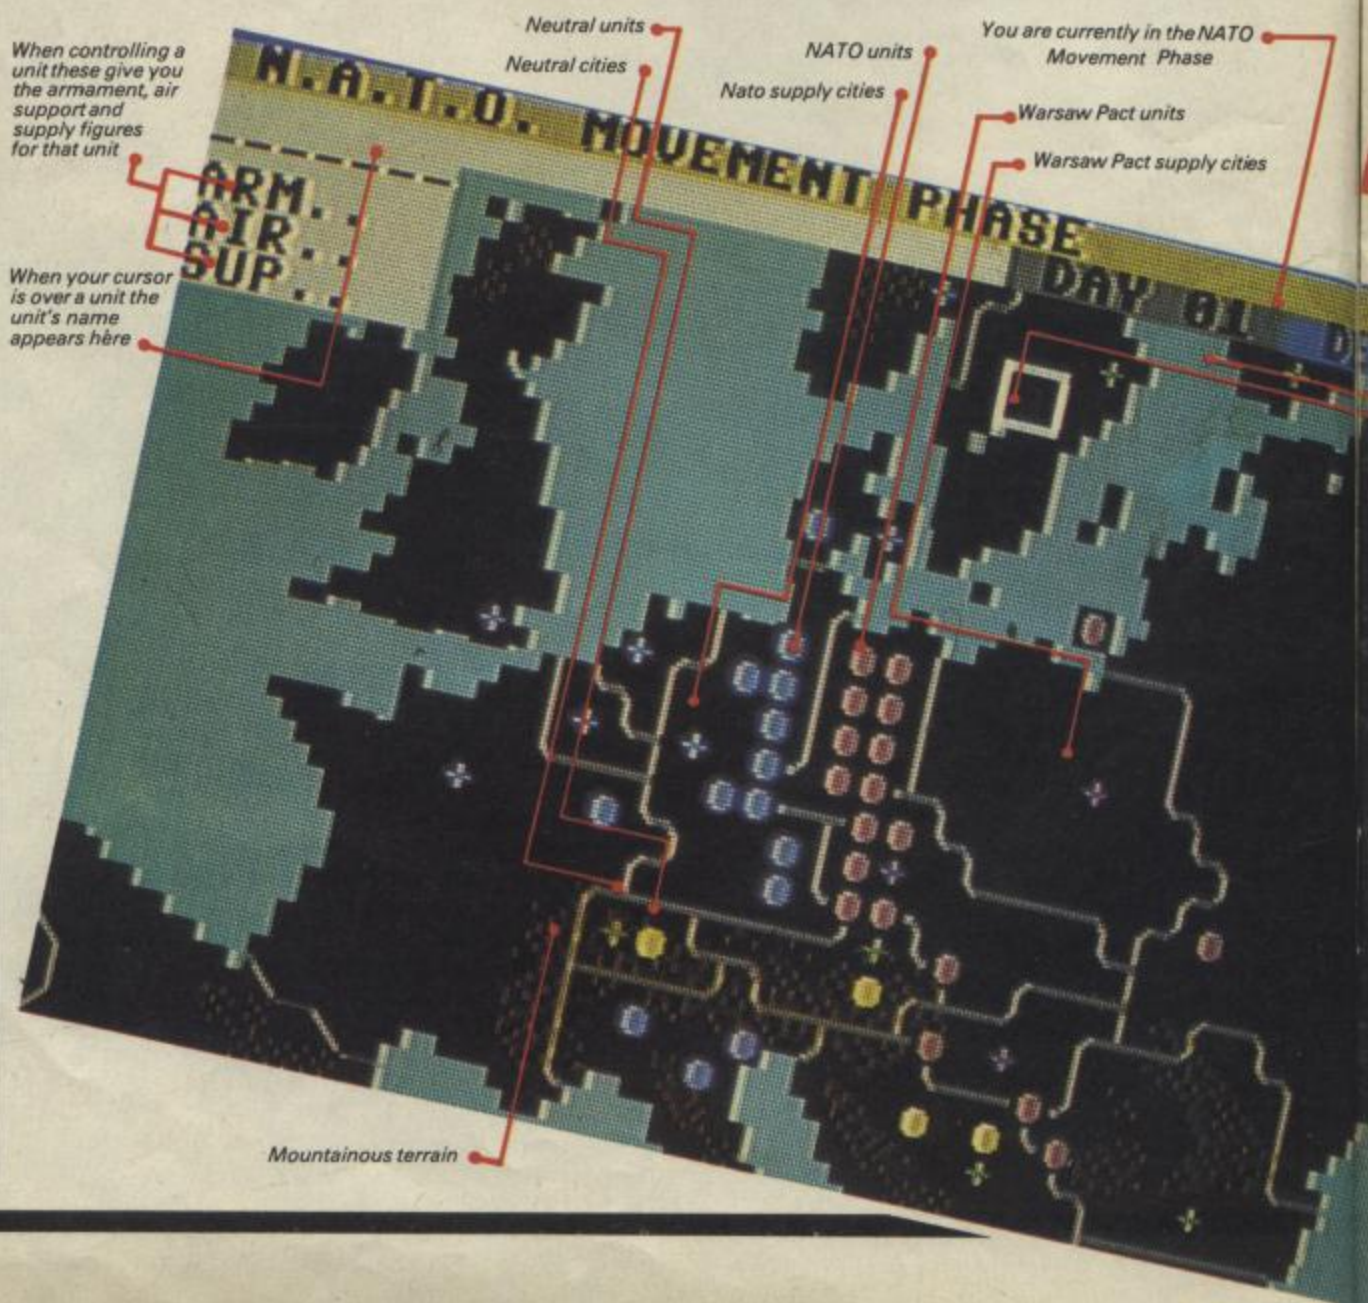 Neutral units
Neutral cities
NATO units
Nato supply cities
You are currently in the NATO
Movement Phase
Warsaw Pact units
Warsaw Pact supply cities
When controlling a
unit these give you
the armament, air
support and
supply figures
for that unit
When your cursor
is over a unit the
unit's name
appears here
N.A.T.O. MOVEMENT PHASE
ARM..
AIR..
SUP..
DAY 01
Mountainous terrain